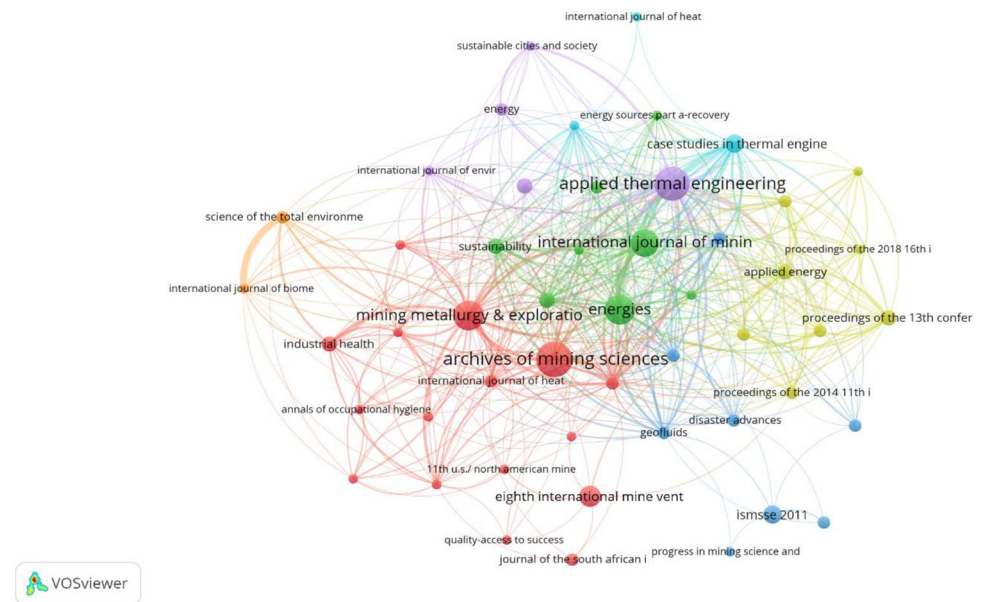 international journal of heat
sustainable cities and society
energy
energy sources part a-recovery
case studies in thermal engine
international journal of envir
applied thermal engineering
science of the total environme
sustainability
international journal of minin
proceedings of the 2018 16th i
applied energy
international journal of biome
mining metallurgy & exploratio
energies
proceedings of the 13th confer
industrial health
archives of mining sciences
international journal of heat
proceedings of the 2014 11th i
annals of occupational hygiene
disaster advances
geofluids
11th u.s./ north american mine
eighth international mine vent
ismsse 2011
quality-access to success
progress in mining science and
journal of the south african i
VOSviewer